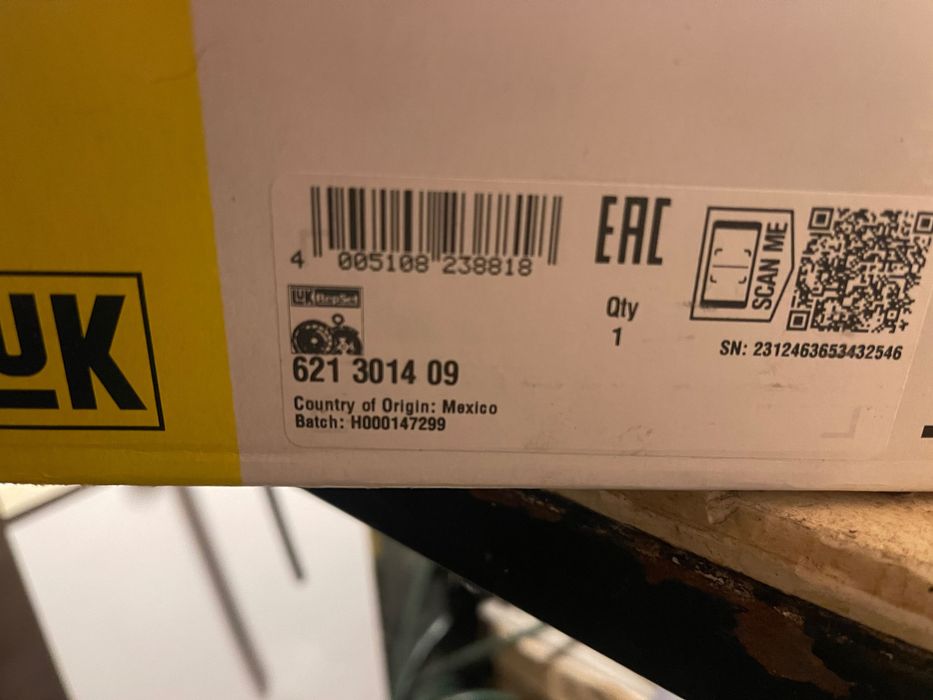 LUK
4 005108 238818
EAC
SCAN ME
LUK RepSet
Qty
1
SN: 2312463653432546
621 3014 09
Country of Origin: Mexico
Batch: H000147299